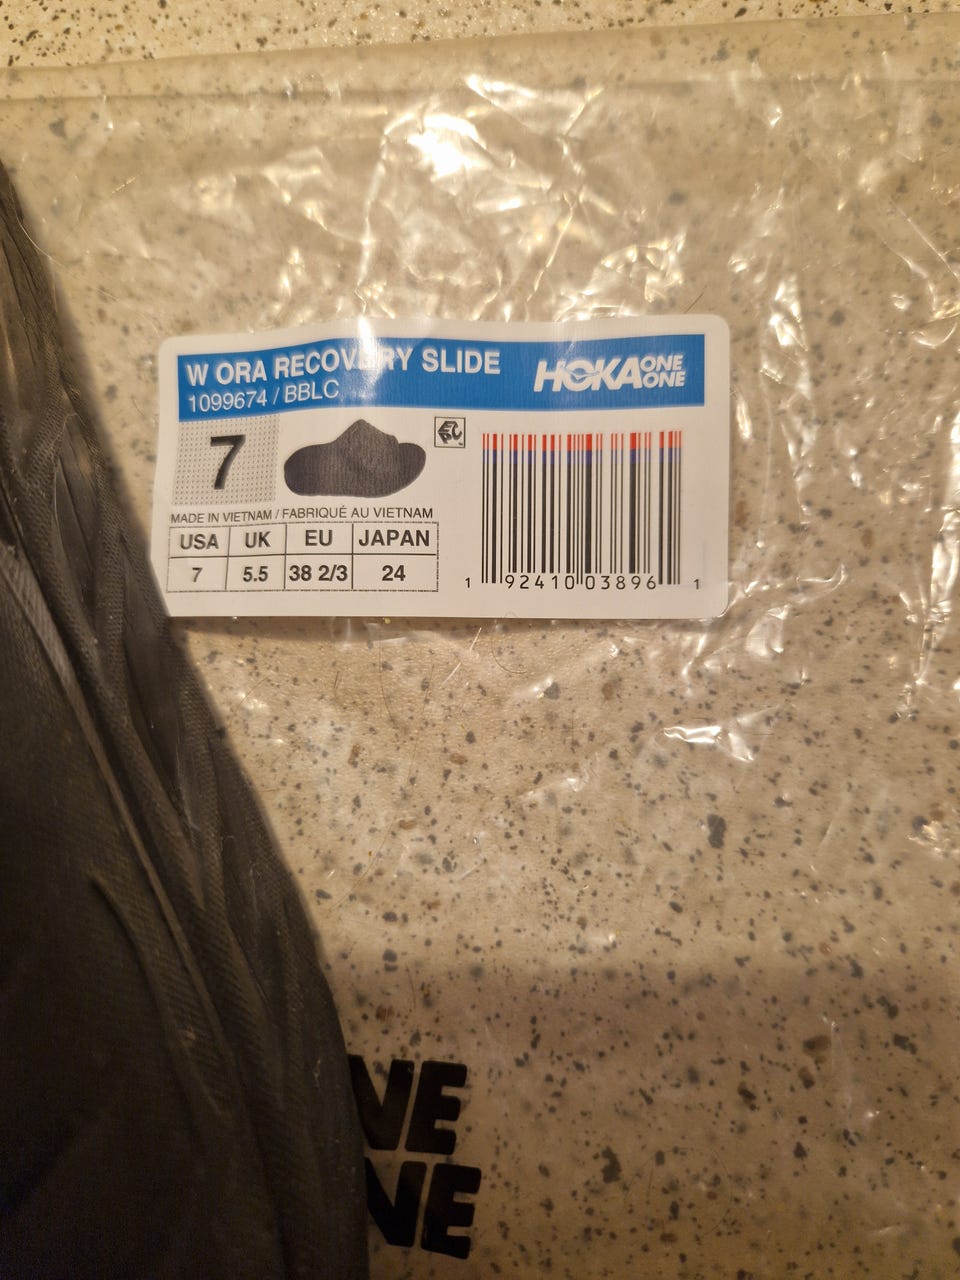 W ORA RECOVERY SLIDE
1099674 / BBLC
HOKA ONE ONE
7
MADE IN VIETNAM / FABRIQUÉ AU VIETNAM
USA UK EU JAPAN
7 5.5 38 2/3 24
1 92410 03896 1
NE
NE